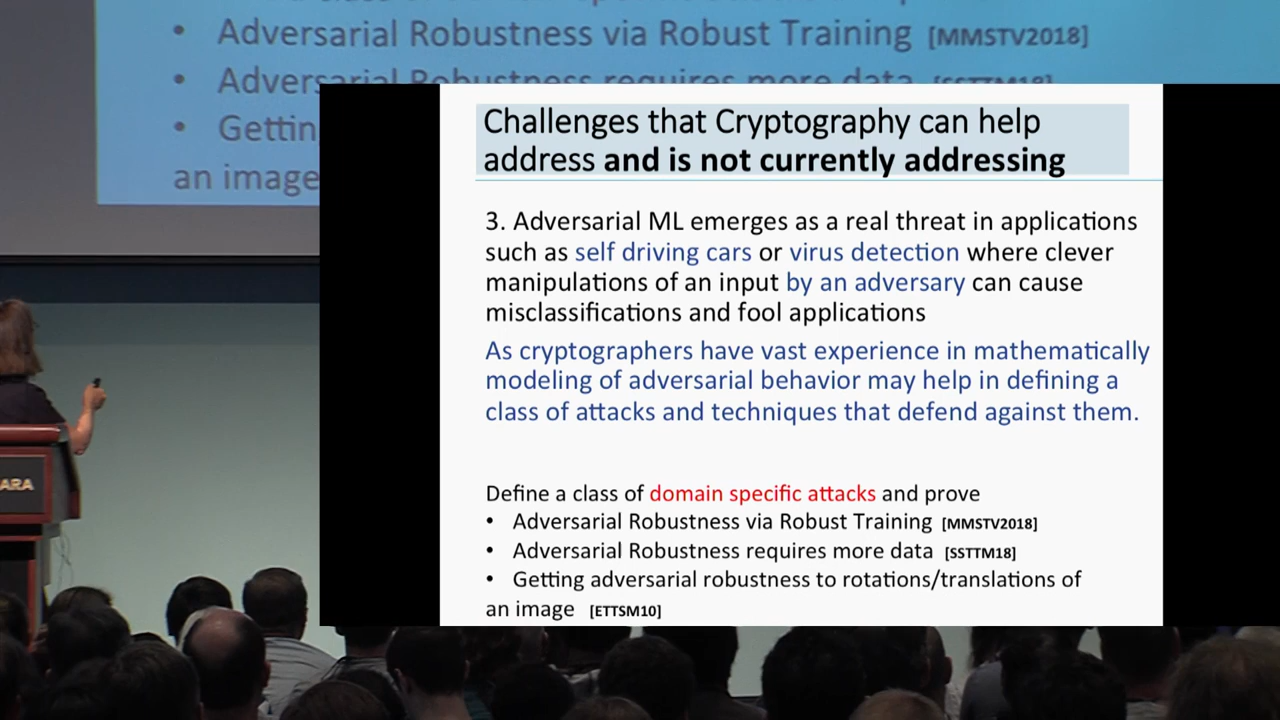 Adversarial Robustness via Robust Training [MMSTV2018]
Adversarial Robustness requires more data [SSTTM18]
Gettin
an image
ARA
Challenges that Cryptography can help
address and is not currently addressing
3. Adversarial ML emerges as a real threat in applications
such as self driving cars or virus detection where clever
manipulations of an input by an adversary can cause
misclassifications and fool applications
As cryptographers have vast experience in mathematically
modeling of adversarial behavior may help in defining a
class of attacks and techniques that defend against them.
Define a class of domain specific attacks and prove
• Adversarial Robustness via Robust Training [MMSTV2018]
• Adversarial Robustness requires more data [SSTTM18]
• Getting adversarial robustness to rotations/translations of
an image [ETTSM10]